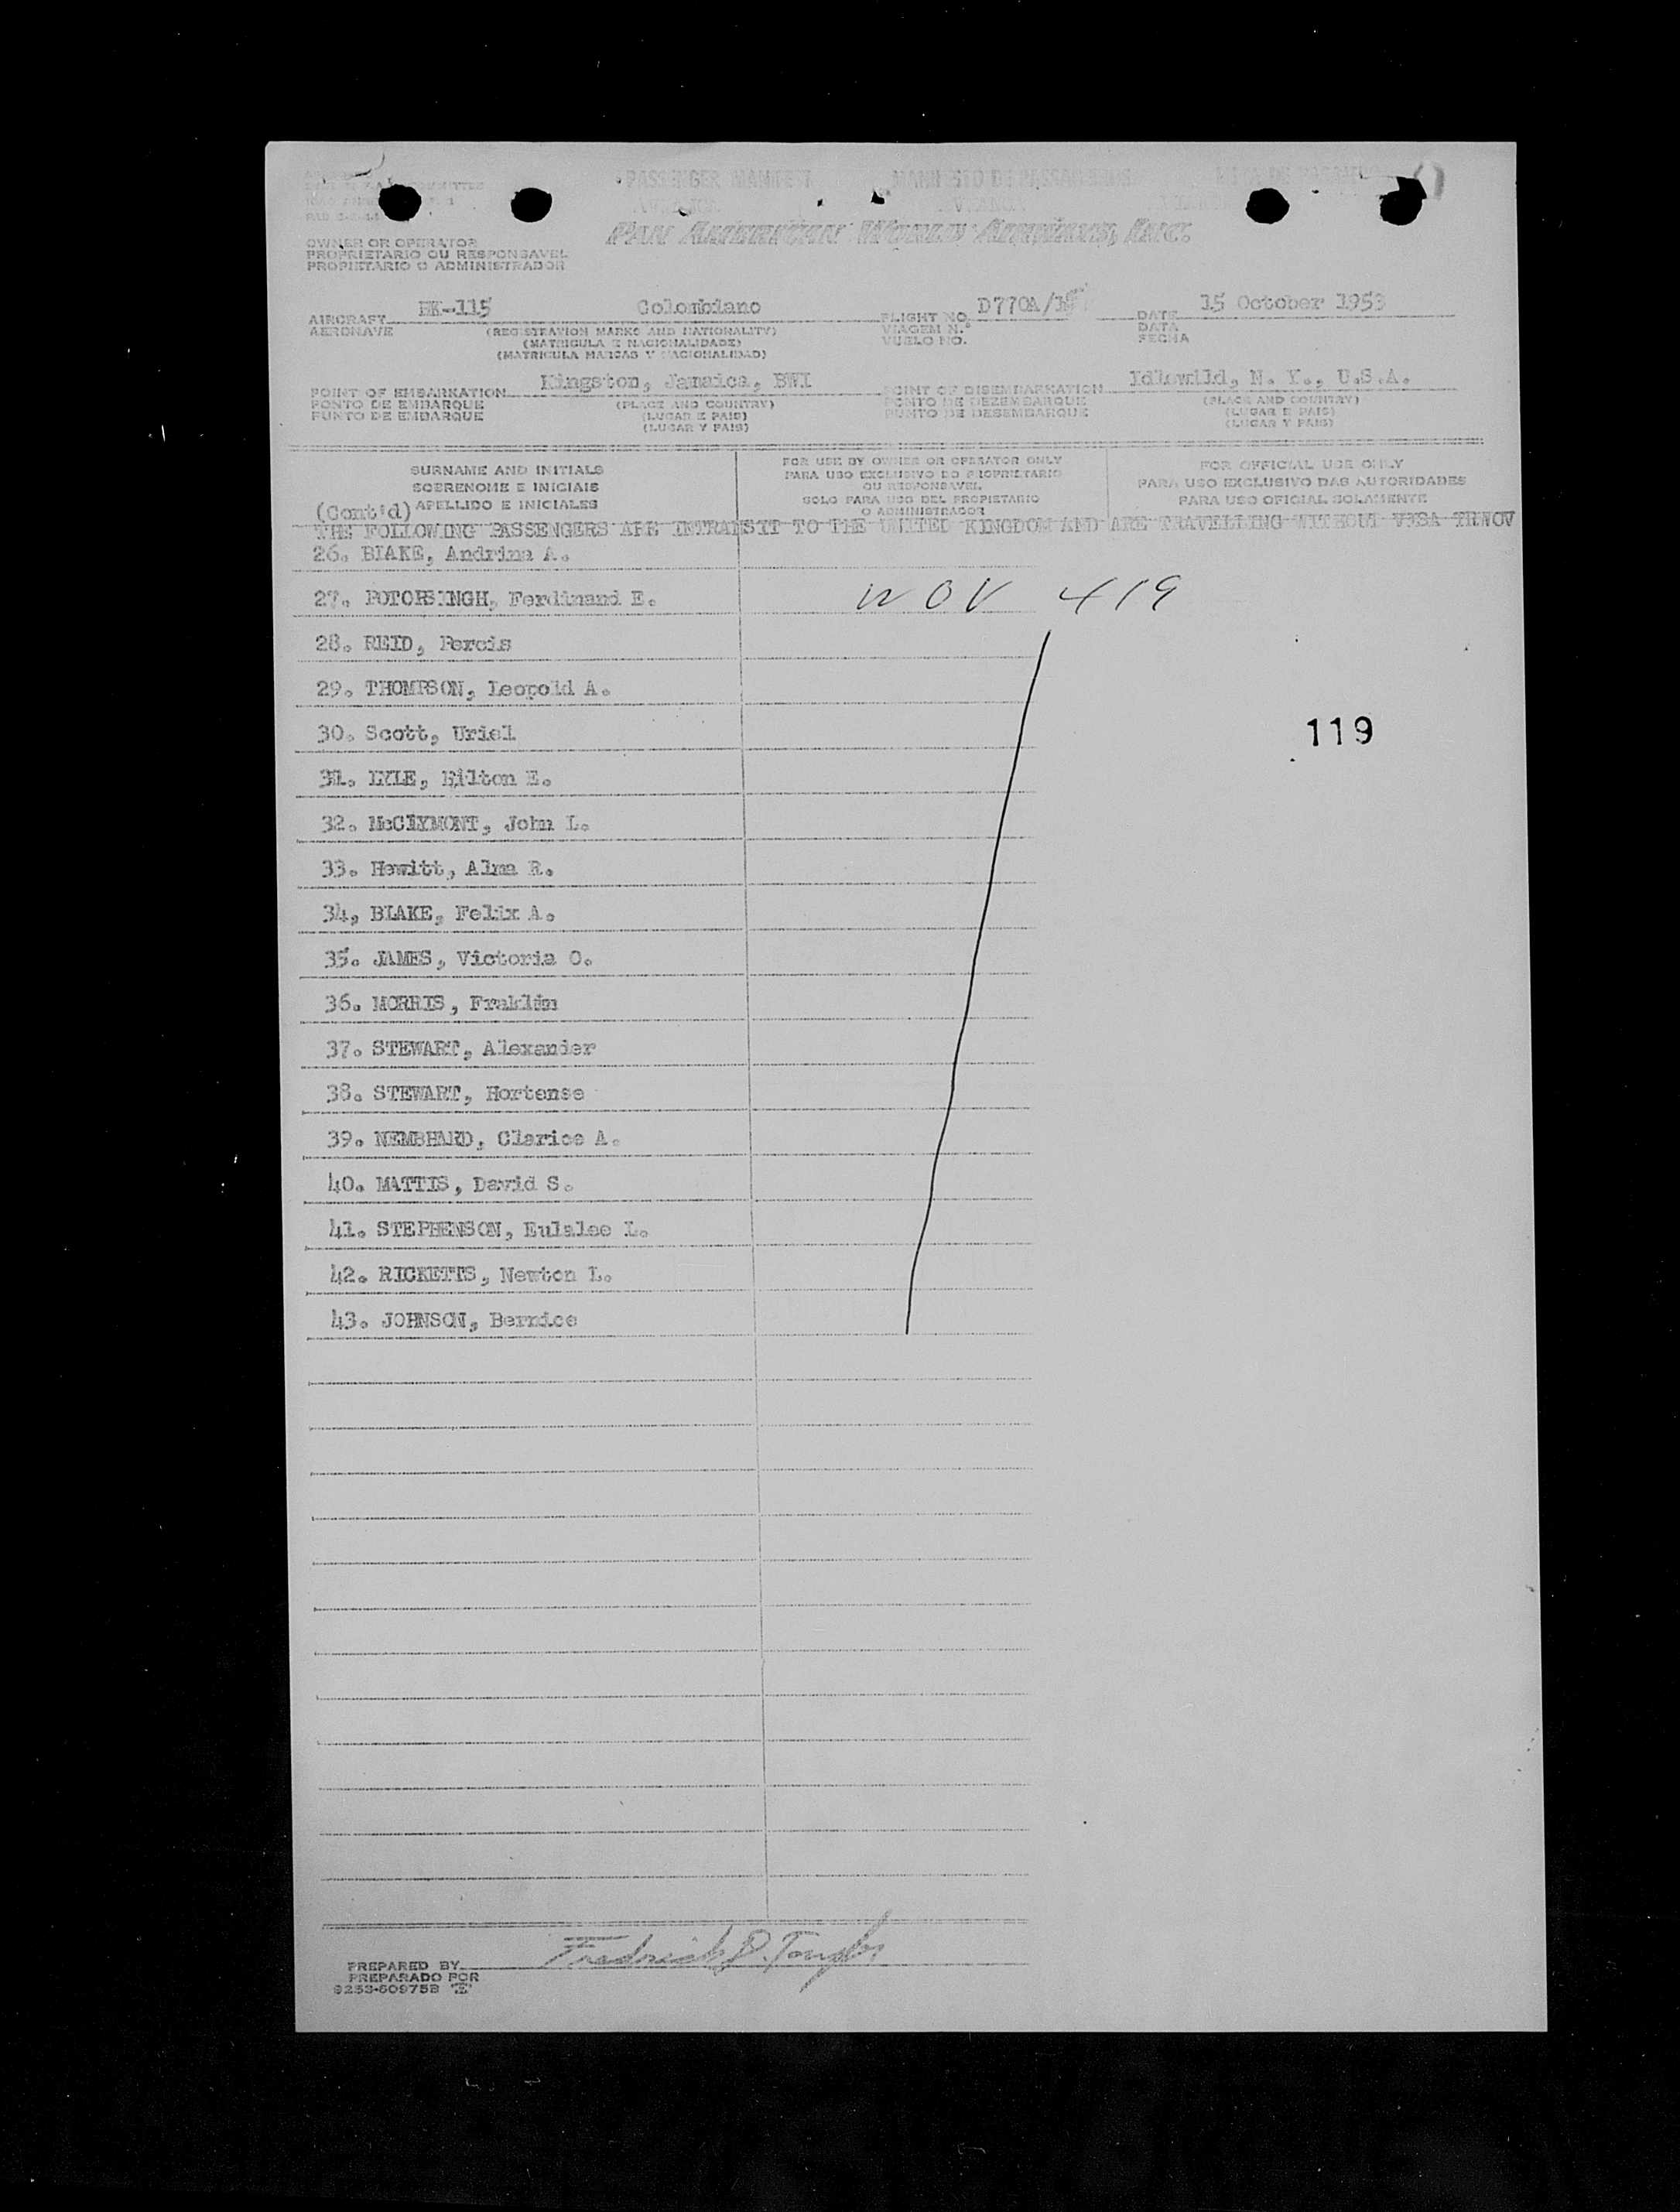 PASSENGER MANIFEST MANIFESTO DE PASSAGEIROS
PAN AMERICAN WORLD AIRWAYS, INC.
OWNER OR OPERATOR
PROPRIETARIO OU RESPONSAVEL
PROPIETARIO O ADMINISTRADOR
AIRCRAFT HK-115 Colombiano FLIGHT NO. D770A/15 DATE 15 October 1953
AERONAVE (REGISTRATION MARKS AND NATIONALITY) VIAGEM N.° DATA
(MATRICULA E NACIONALIDADE) VUELO NO. FECHA
(MATRICULA MARCAS Y NACIONALIDAD)
POINT OF EMBARKATION Kingston, Jamaica, BWI POINT OF DISEMBARKATION Idlewild, N. Y., U.S.A.
PONTO DE EMBARQUE (PLACE AND COUNTRY) PONTO DE DEZEMBARQUE (PLACE AND COUNTRY)
PUNTO DE EMBARQUE (LUGAR E PAIS) PUNTO DE DESEMBARQUE (LUGAR E PAIS)
(LUGAR Y PAIS) (LUGAR Y PAIS)
SURNAME AND INITIALS
SOBRENOME E INICIAIS
(Cont'd) APELLIDO E INICIALES
FOR USE BY OWNER OR OPERATOR ONLY
PARA USO EXCLUSIVO DO PROPRIETARIO
OU RESPONSAVEL
SOLO PARA USO DEL PROPIETARIO
O ADMINISTRADOR
FOR OFFICIAL USE ONLY
PARA USO EXCLUSIVO DAS AUTORIDADES
PARA USO OFICIAL SOLAMENTE
THE FOLLOWING PASSENGERS ARE INTRANSIT TO THE UNITED KINGDOM AND ARE TRAVELLING WITHOUT VISA TRWOV
26. BLAKE, Andrina A.
27. POTORSINGH, Ferdinand E.
WOV 419
28. REID, Percis
29. THOMPSON, Leopold A.
30. Scott, Uriel
119
31. LYLE, Hilton E.
32. McCLYMONT, John L.
33. Hewitt, Alma R.
34, BLAKE, Felix A.
35. JAMES, Victoria O.
36. MORRIS, Fraklin
37. STEWART, Alexander
38. STEWART, Hortense
39. NEMBHARD, Clarice A.
40. MATTIS, David S.
41. STEPHENSON, Eulalee L.
42. RICKETTS, Newton L.
43. JOHNSON, Bernice
PREPARED BY
PREPARADO POR